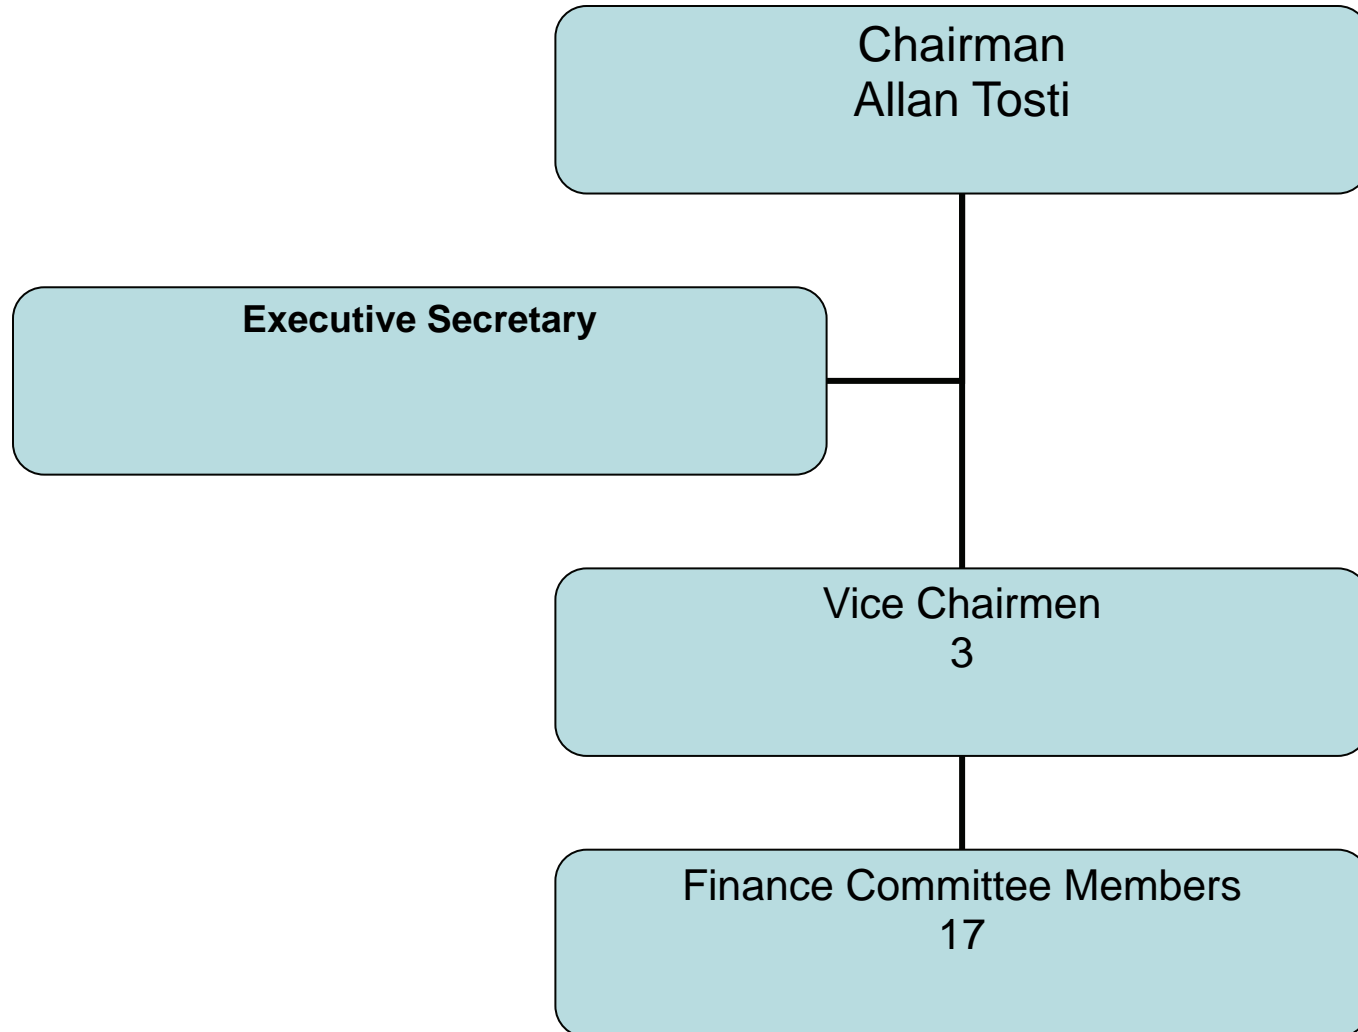 Chairman
Allan Tosti
Executive Secretary
Vice Chairmen
3
Finance Committee Members
17